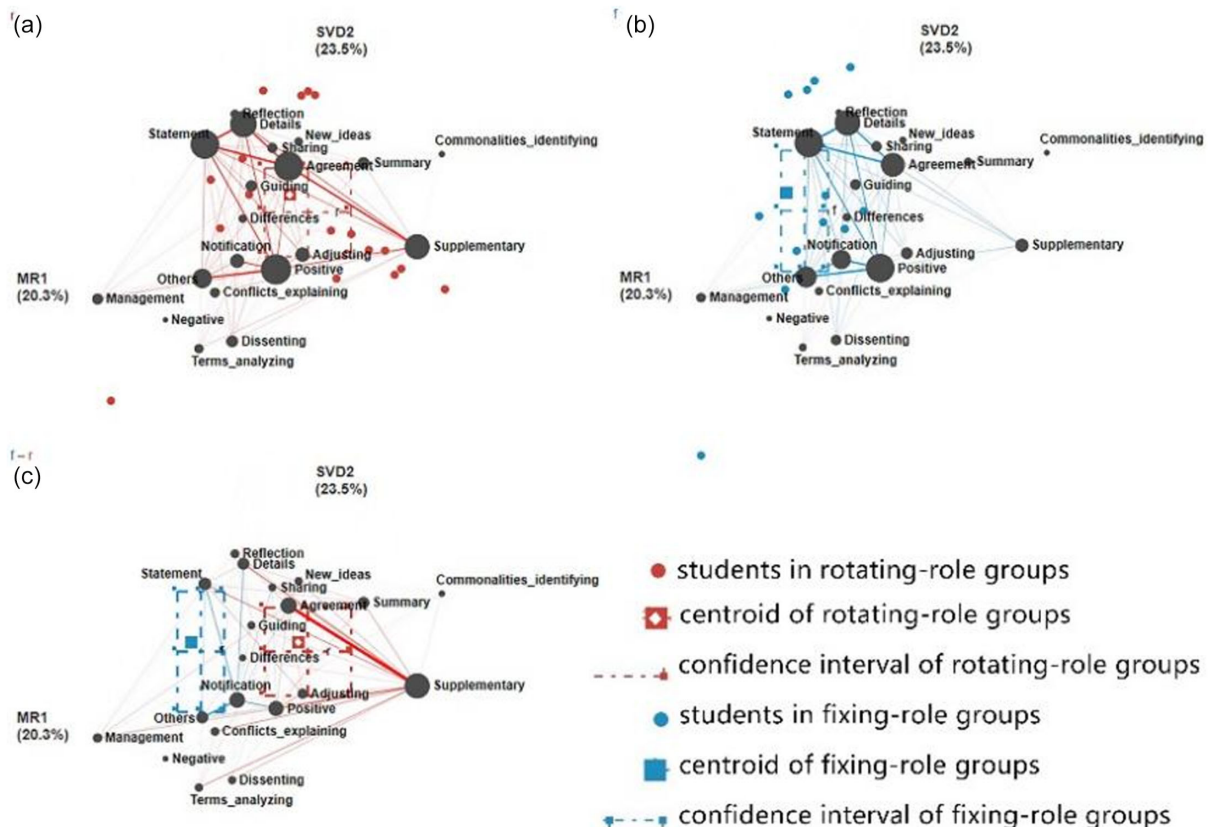 r
(a)
SVD2
(23.5%)
Reflection
Details
Statement
New_ideas
Sharing
Commonalities_identifying
Agreement
Summary
Guiding
Differences
r
Notification
Supplementary
Adjusting
Positive
MR1
(20.3%)
Others
Management
Conflicts_explaining
Negative
Dissenting
Terms_analyzing
f
(b)
SVD2
(23.5%)
Reflection
Details
Statement
New_ideas
Sharing
Commonalities_identifying
Agreement
Summary
Guiding
f
Differences
Notification
Supplementary
Adjusting
Positive
MR1
(20.3%)
Others
Management
Conflicts_explaining
Negative
Dissenting
Terms_analyzing
f – r
(c)
SVD2
(23.5%)
Reflection
Details
Statement
New_ideas
Sharing
Commonalities_identifying
Agreement
Summary
Guiding
f
r
Differences
Notification
Supplementary
Adjusting
Positive
MR1
(20.3%)
Others
Management
Conflicts_explaining
Negative
Dissenting
Terms_analyzing
students in rotating-role groups
centroid of rotating-role groups
confidence interval of rotating-role groups
students in fixing-role groups
centroid of fixing-role groups
confidence interval of fixing-role groups